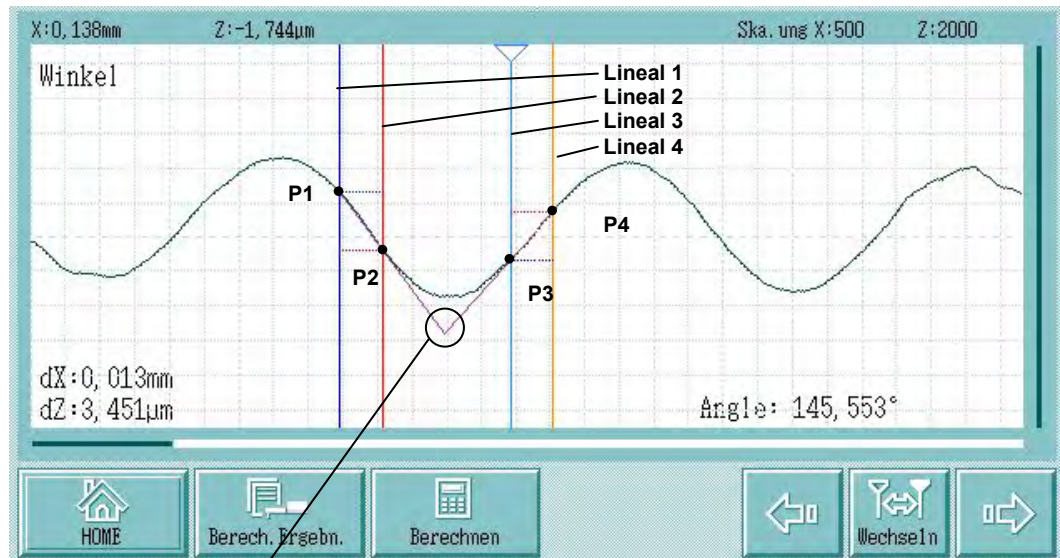 X:0,138mm Z:-1,744µm Ska.ung X:500 Z:2000
Winkel
Lineal 1
Lineal 2
Lineal 3
Lineal 4
P1
P4
P2
P3
dX:0,013mm
dZ:3,451µm
Angle: 145,553°
HOME
Berech.Ergebn.
Berechnen
Wechseln